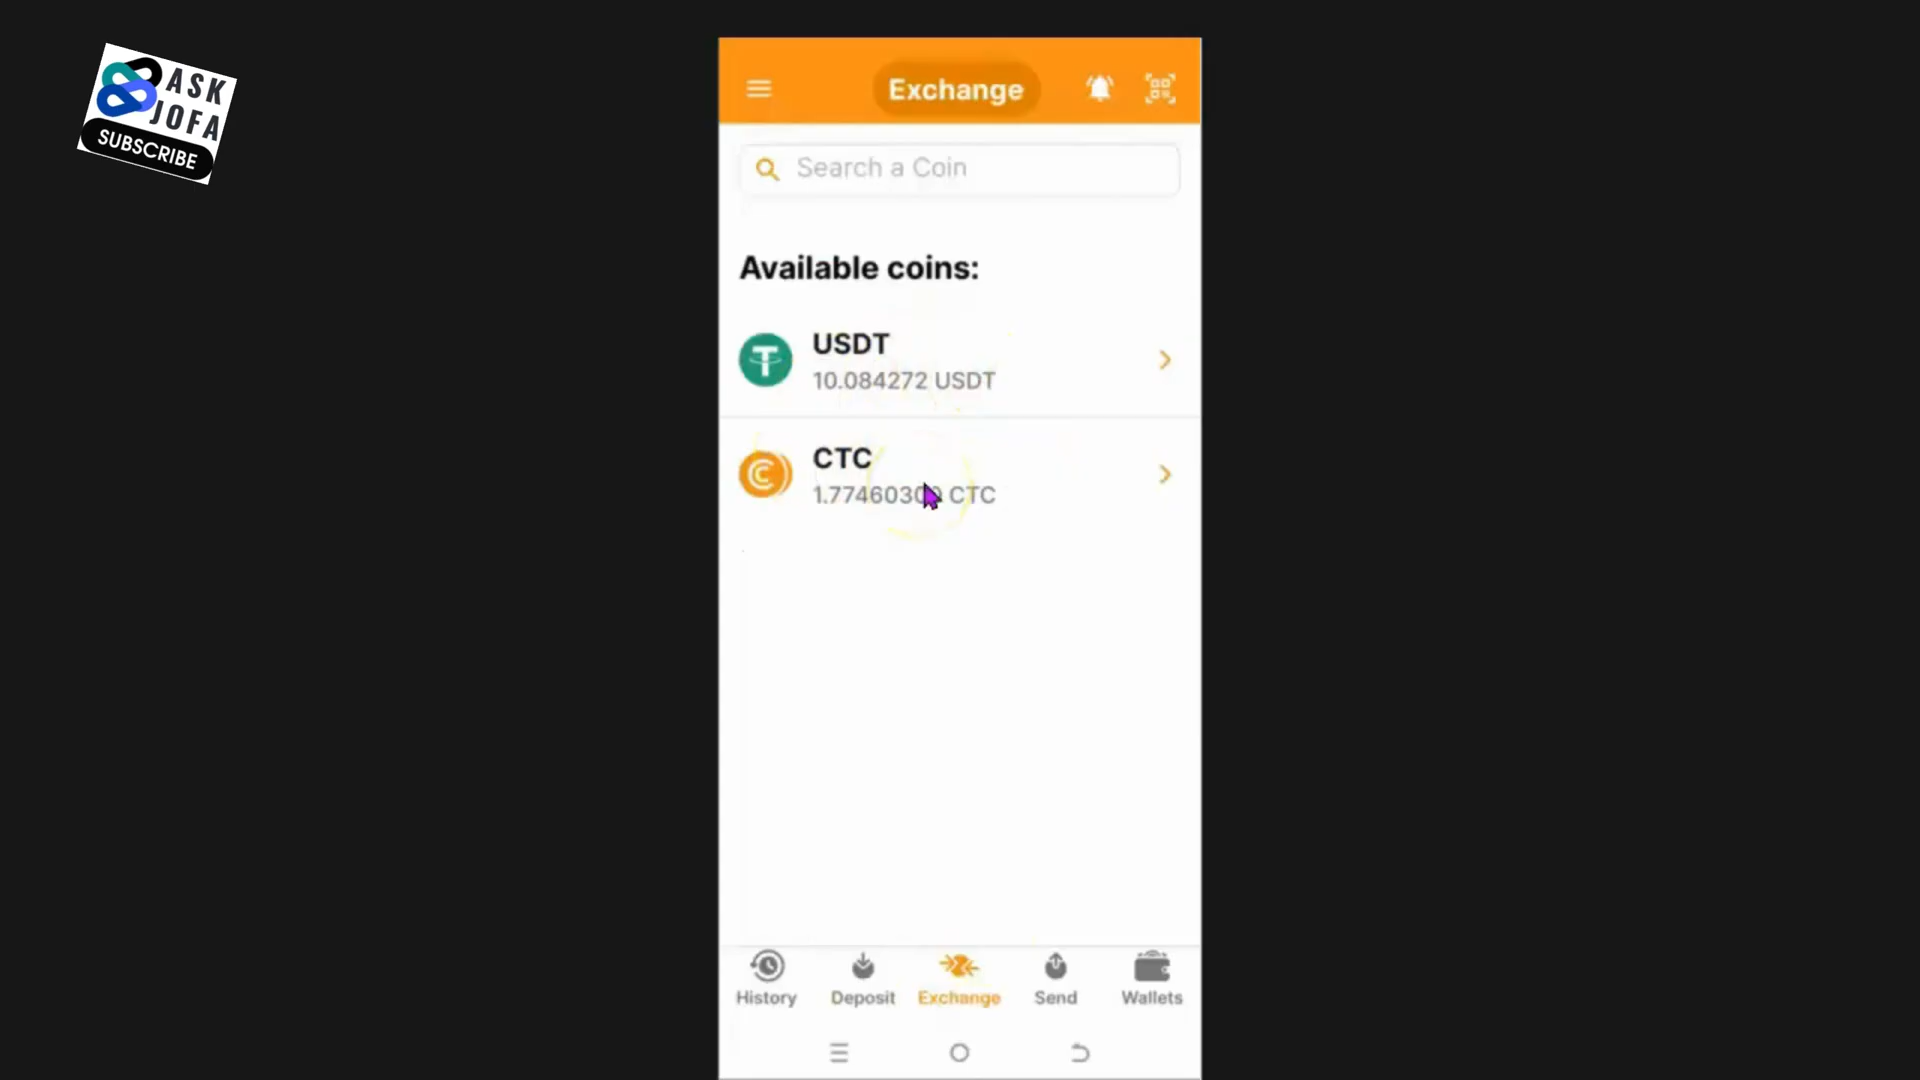 ASK
JOFA
SUBSCRIBE
Exchange
Search a Coin
Available coins:
USDT
10.084272 USDT
CTC
CTC
History
Deposit
Exchange
Send
Wallets